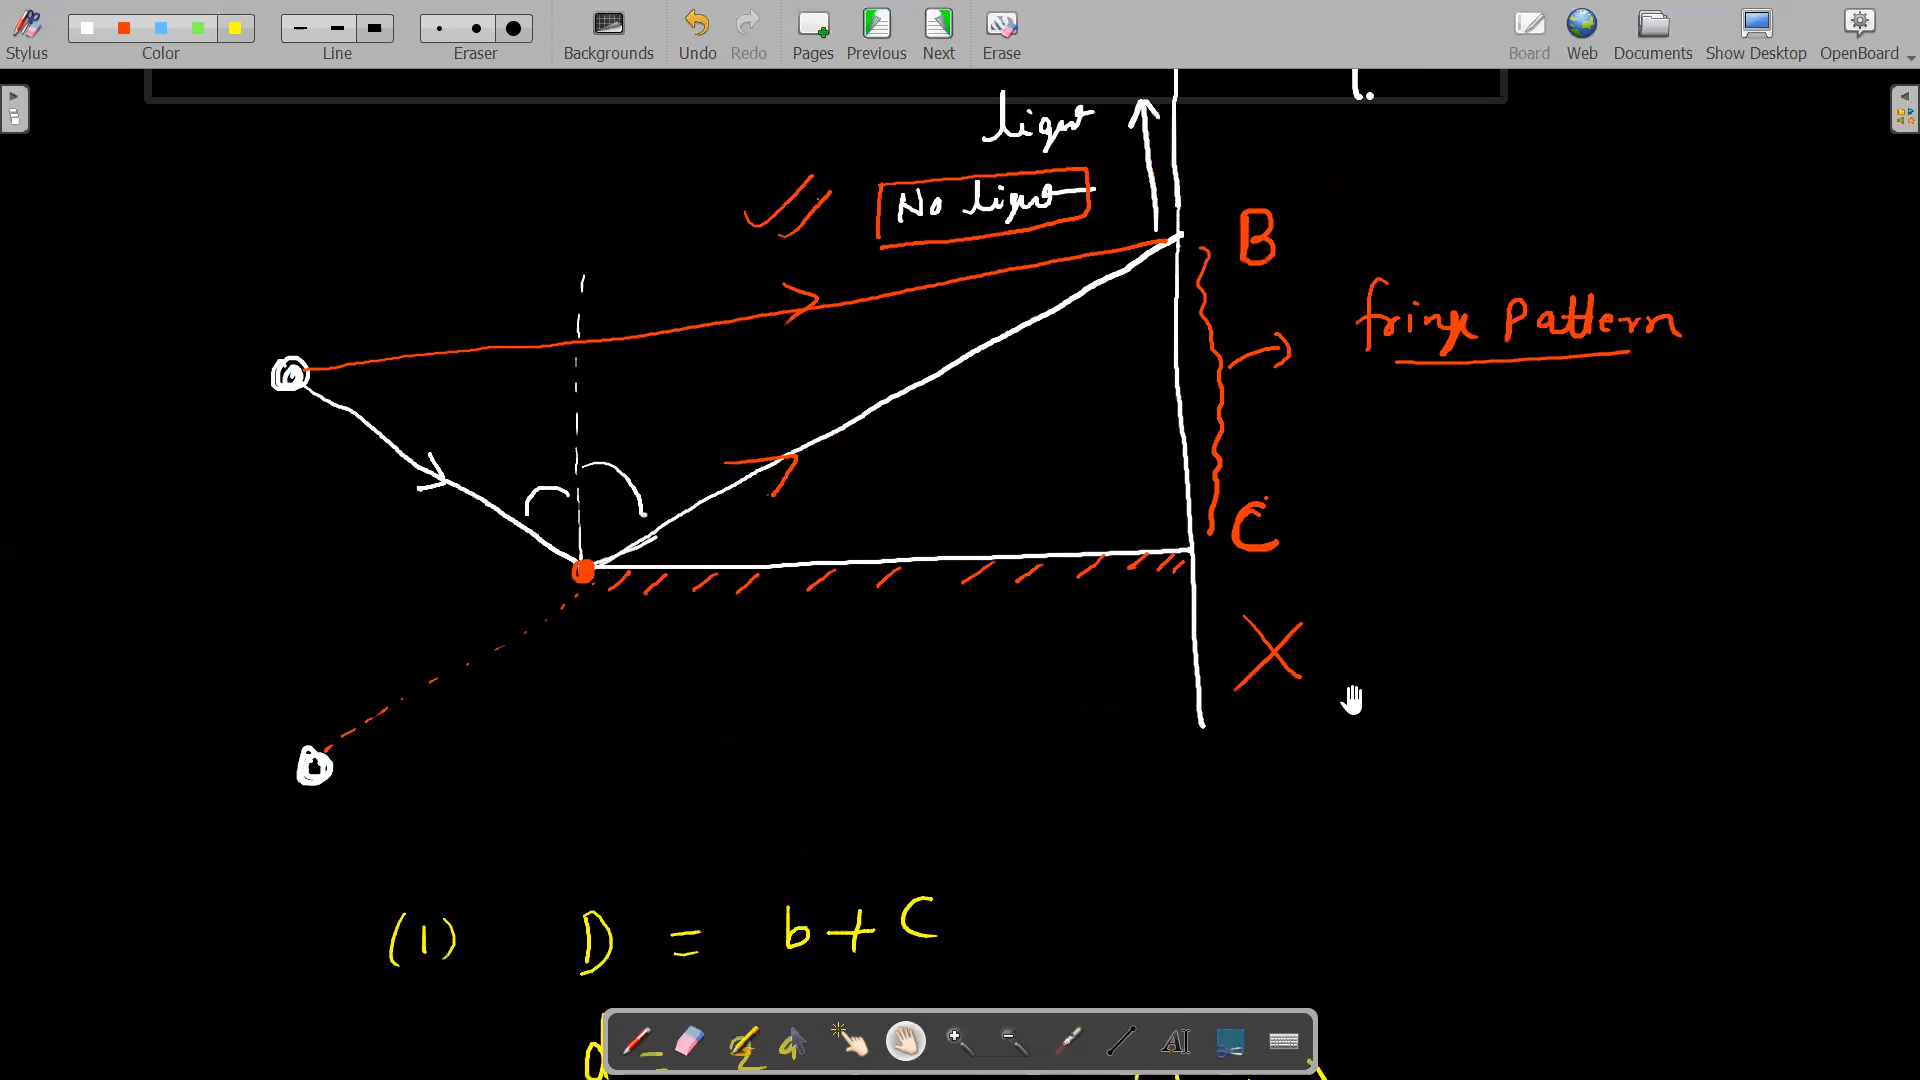 Stylus
Color
Line
Eraser
Backgrounds
Undo
Redo
Pages
Previous
Next
Erase
Board
Web
Documents
Show Desktop
OpenBoard
light
No light
B
fringe Pattern
C
X
(1) D = b + C